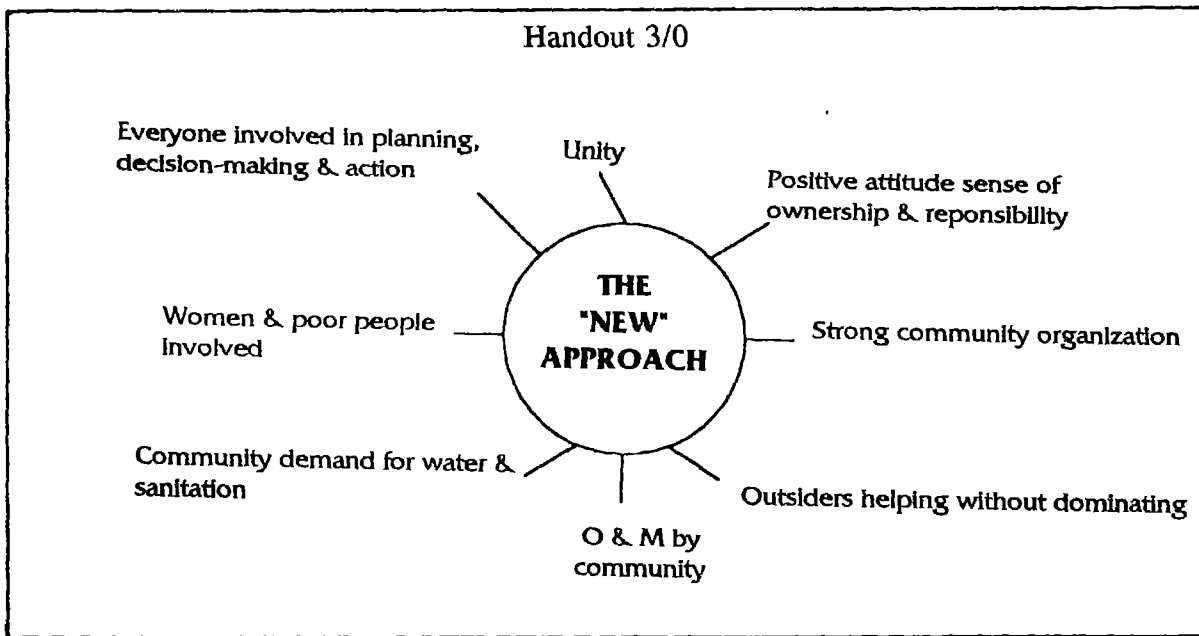 Handout 3/0
Everyone involved in planning,
decision-making & action
Unity
Positive attitude sense of
ownership & reponsibility
THE
"NEW"
APPROACH
Women & poor people
involved
Strong community organization
Community demand for water &
sanitation
Outsiders helping without dominating
O & M by
community